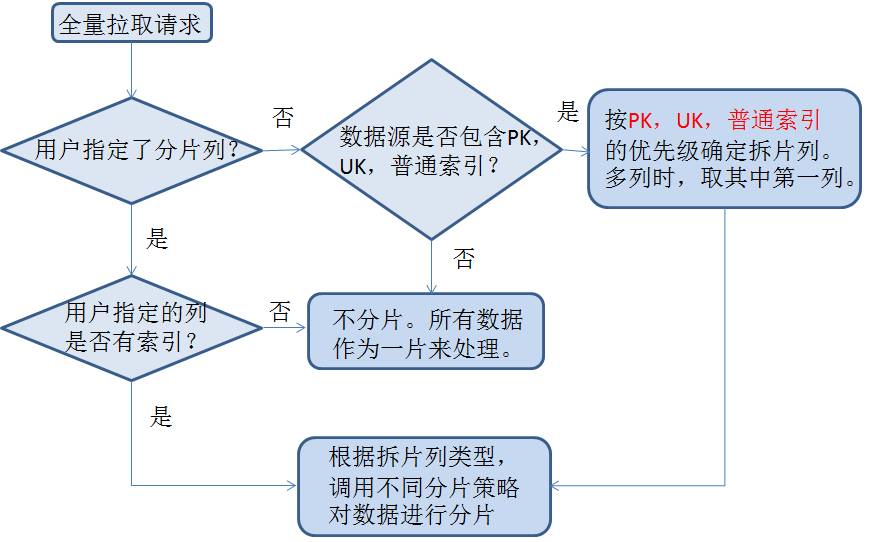 全量拉取请求
用户指定了分片列？
否
数据源是否包含PK，
UK，普通索引？
是
按PK，UK，普通索引
的优先级确定拆片列。
多列时，取其中第一列。
是
否
用户指定的列
是否有索引？
否
不分片。所有数据
作为一片来处理。
是
根据拆片列类型，
调用不同分片策略
对数据进行分片